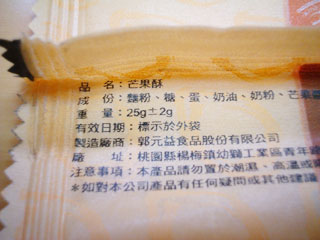 品　名：芒果酥
成　份：麵粉、糖、蛋、奶油、奶粉、芒果
重　量：25g±2g
有效日期：標示於外袋
製造廠商：郭元益食品股份有限公司
廠　址：桃園縣楊梅鎮幼獅工業區青年路
注意事項：本產品請勿置於潮濕、高溫或
*如對本公司產品有任何疑問或其他建議